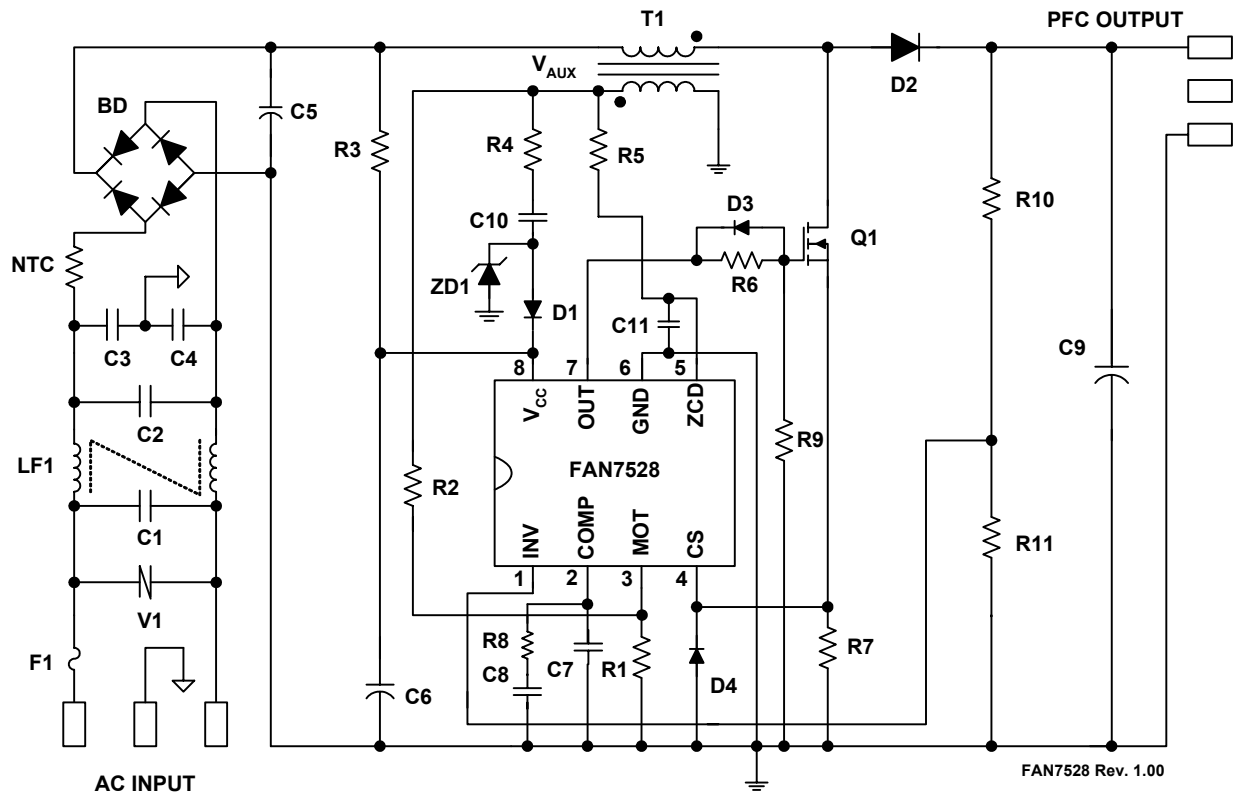 T1
PFC OUTPUT
VAUX
D2
BD
C5
R3
R4
R5
R10
C10
D3
Q1
NTC
ZD1
R6
D1
C11
C3
C4
C9
8
7
6
5
VCC
OUT
GND
ZCD
C2
R9
LF1
FAN7528
R2
C1
R11
INV
COMP
MOT
CS
1
2
3
4
V1
R8
R7
F1
C7
R1
C8
D4
C6
FAN7528 Rev. 1.00
AC INPUT